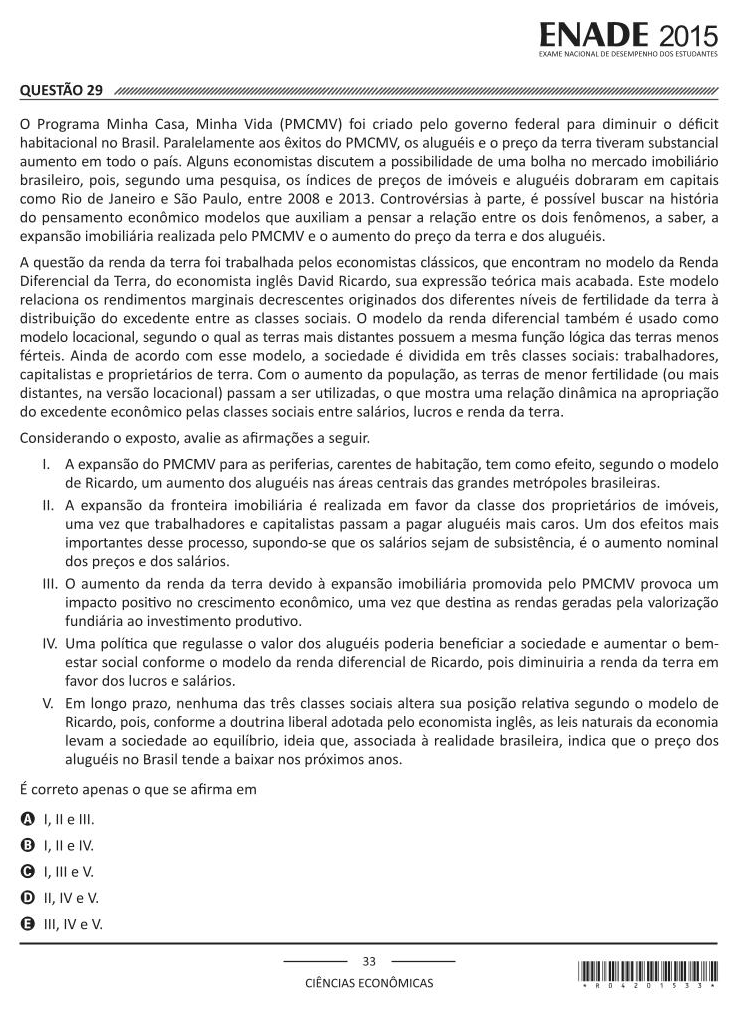 ENADE 2015
EXAME NACIONAL DE DESEMPENHO DOS ESTUDANTES
QUESTÃO 29
O Programa Minha Casa, Minha Vida (PMCMV) foi criado pelo governo federal para diminuir o déficit
habitacional no Brasil. Paralelamente aos êxitos do PMCMV, os aluguéis e o preço da terra tiveram substancial
aumento em todo o país. Alguns economistas discutem a possibilidade de uma bolha no mercado imobiliário
brasileiro, pois, segundo uma pesquisa, os índices de preços de imóveis e aluguéis dobraram em capitais
como Rio de Janeiro e São Paulo, entre 2008 e 2013. Controvérsias à parte, é possível buscar na história
do pensamento econômico modelos que auxiliam a pensar a relação entre os dois fenômenos, a saber, a
expansão imobiliária realizada pelo PMCMV e o aumento do preço da terra e dos aluguéis.
A questão da renda da terra foi trabalhada pelos economistas clássicos, que encontram no modelo da Renda
Diferencial da Terra, do economista inglês David Ricardo, sua expressão teórica mais acabada. Este modelo
relaciona os rendimentos marginais decrescentes originados dos diferentes níveis de fertilidade da terra à
distribuição do excedente entre as classes sociais. O modelo da renda diferencial também é usado como
modelo locacional, segundo o qual as terras mais distantes possuem a mesma função lógica das terras menos
férteis. Ainda de acordo com esse modelo, a sociedade é dividida em três classes sociais: trabalhadores,
capitalistas e proprietários de terra. Com o aumento da população, as terras de menor fertilidade (ou mais
distantes, na versão locacional) passam a ser utilizadas, o que mostra uma relação dinâmica na apropriação
do excedente econômico pelas classes sociais entre salários, lucros e renda da terra.
Considerando o exposto, avalie as afirmações a seguir.
I. A expansão do PMCMV para as periferias, carentes de habitação, tem como efeito, segundo o modelo
de Ricardo, um aumento dos aluguéis nas áreas centrais das grandes metrópoles brasileiras.
II. A expansão da fronteira imobiliária é realizada em favor da classe dos proprietários de imóveis,
uma vez que trabalhadores e capitalistas passam a pagar aluguéis mais caros. Um dos efeitos mais
importantes desse processo, supondo-se que os salários sejam de subsistência, é o aumento nominal
dos preços e dos salários.
III. O aumento da renda da terra devido à expansão imobiliária promovida pelo PMCMV provoca um
impacto positivo no crescimento econômico, uma vez que destina as rendas geradas pela valorização
fundiária ao investimento produtivo.
IV. Uma política que regulasse o valor dos aluguéis poderia beneficiar a sociedade e aumentar o bem-
estar social conforme o modelo da renda diferencial de Ricardo, pois diminuiria a renda da terra em
favor dos lucros e salários.
V. Em longo prazo, nenhuma das três classes sociais altera sua posição relativa segundo o modelo de
Ricardo, pois, conforme a doutrina liberal adotada pelo economista inglês, as leis naturais da economia
levam a sociedade ao equilíbrio, ideia que, associada à realidade brasileira, indica que o preço dos
aluguéis no Brasil tende a baixar nos próximos anos.
É correto apenas o que se afirma em
A I, II e III.
B I, II e IV.
C I, III e V.
D II, IV e V.
E III, IV e V.
33
CIÊNCIAS ECONÔMICAS
* R 0 4 2 0 1 5 3 3 *